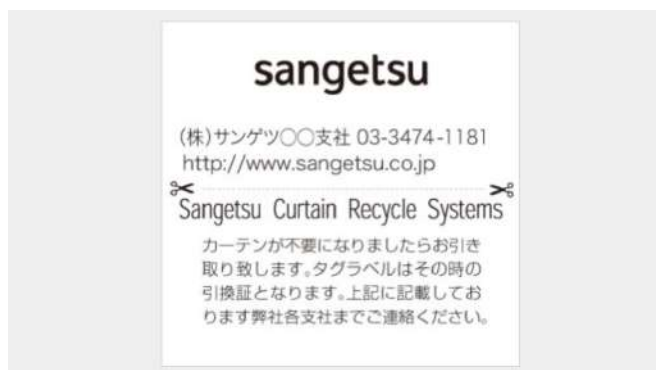 sangetsu
(株)サンゲツ○○支社 03-3474-1181
http://www.sangetsu.co.jp
Sangetsu Curtain Recycle Systems
カーテンが不要になりましたらお引き
取り致します。タグラベルはその時の
引換証となります。上記に記載してお
ります弊社各支社までご連絡ください。